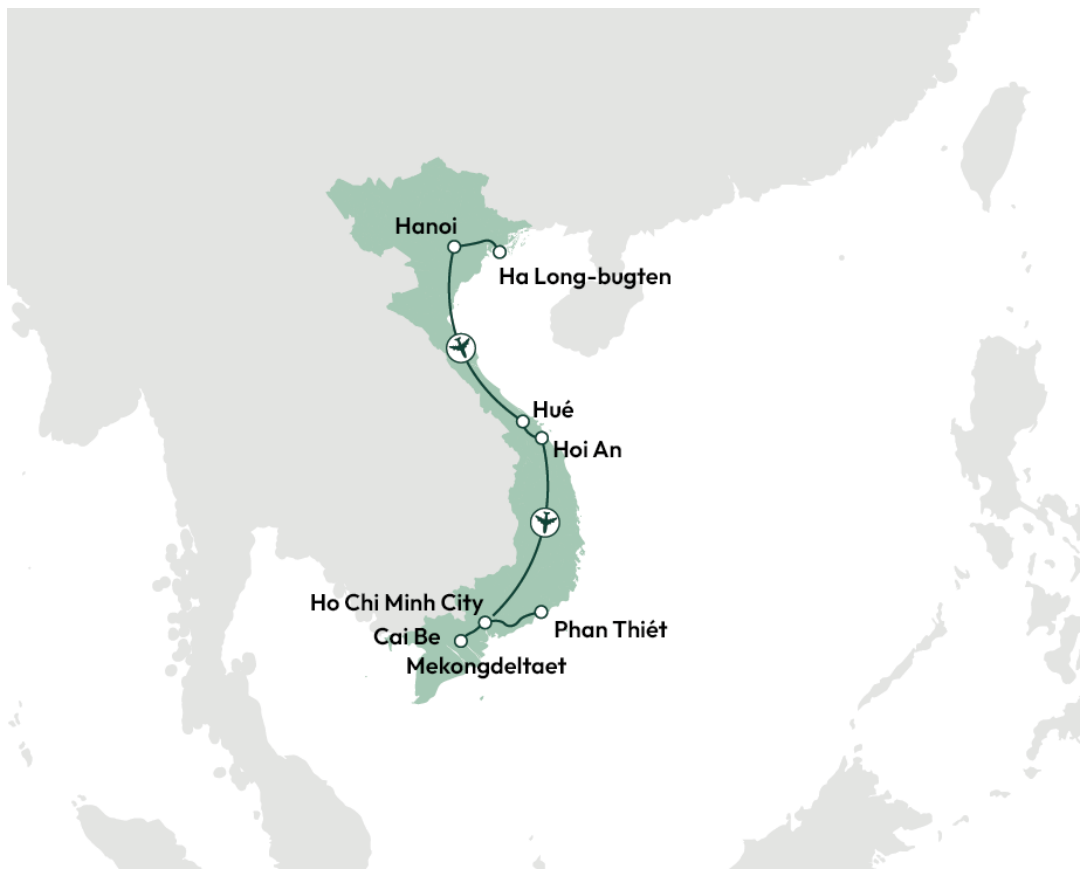 Hanoi
Ha Long-bugten
Hué
Hoi An
Ho Chi Minh City
Phan Thiét
Cai Be
Mekongdeltaet